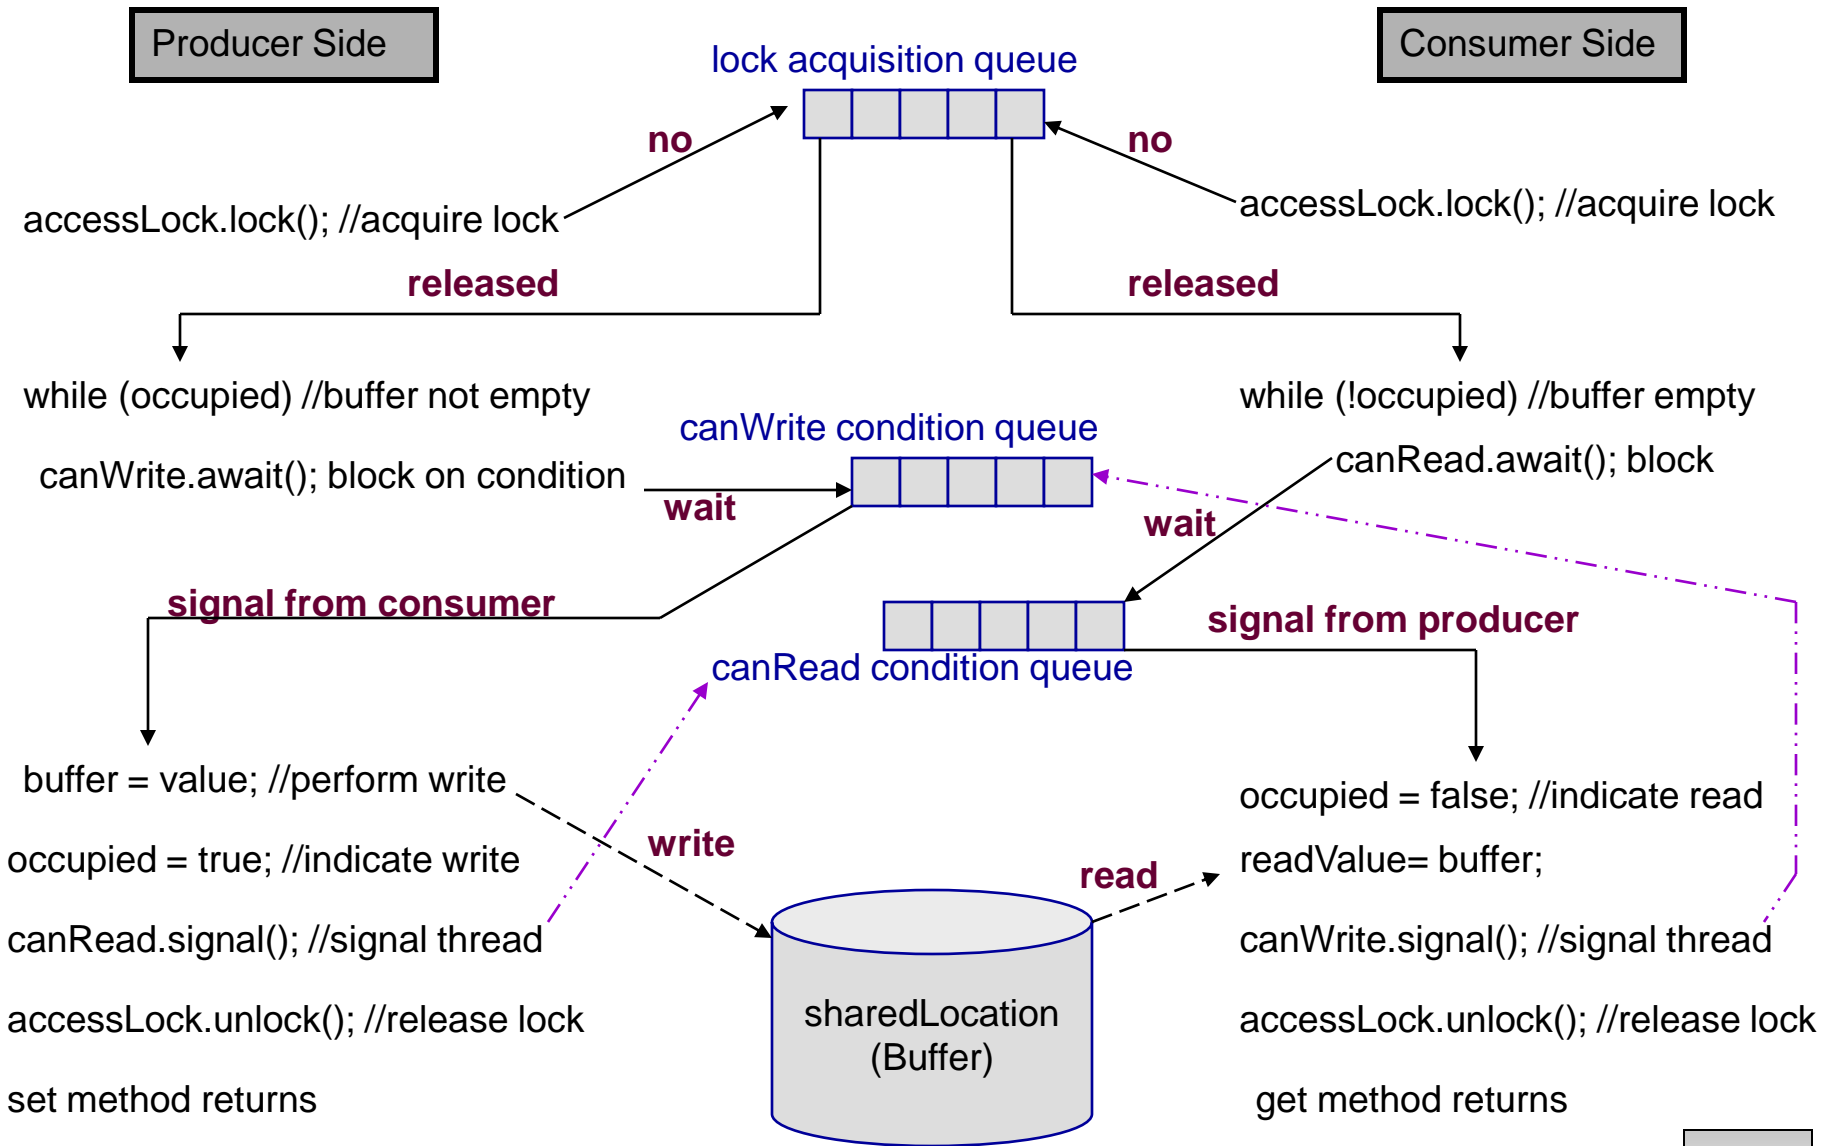 Producer Side
Consumer Side
lock acquisition queue
no
no
accessLock.lock(); //acquire lock
accessLock.lock(); //acquire lock
released
released
while (occupied) //buffer not empty
while (!occupied) //buffer empty
canWrite condition queue
canWrite.await(); block on condition
canRead.await(); block
wait
wait
signal from consumer
signal from producer
canRead condition queue
buffer = value; //perform write
occupied = false; //indicate read
write
occupied = true; //indicate write
readValue= buffer;
read
canRead.signal(); //signal thread
canWrite.signal(); //signal thread
sharedLocation
(Buffer)
accessLock.unlock(); //release lock
accessLock.unlock(); //release lock
set method returns
get method returns